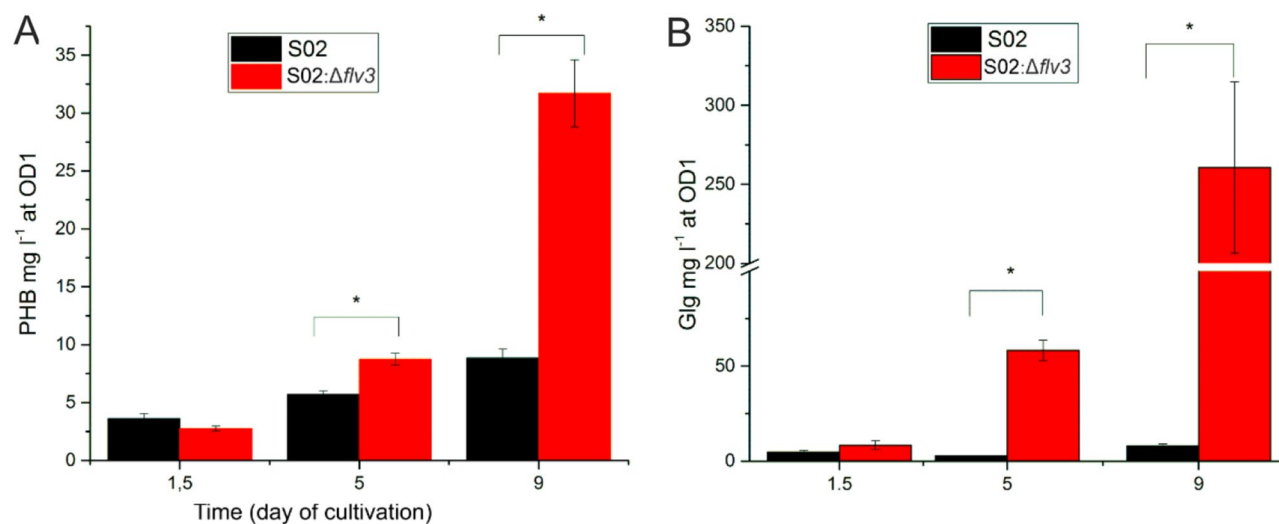 A
PHB mg l⁻¹ at OD1
35
30
25
20
15
10
5
0
S02
S02:Δflv3
*
*
1,5
5
9
Time (day of cultivation)
B
Glg mg l⁻¹ at OD1
350
300
250
200
50
0
S02
S02:Δflv3
*
*
1.5
5
9